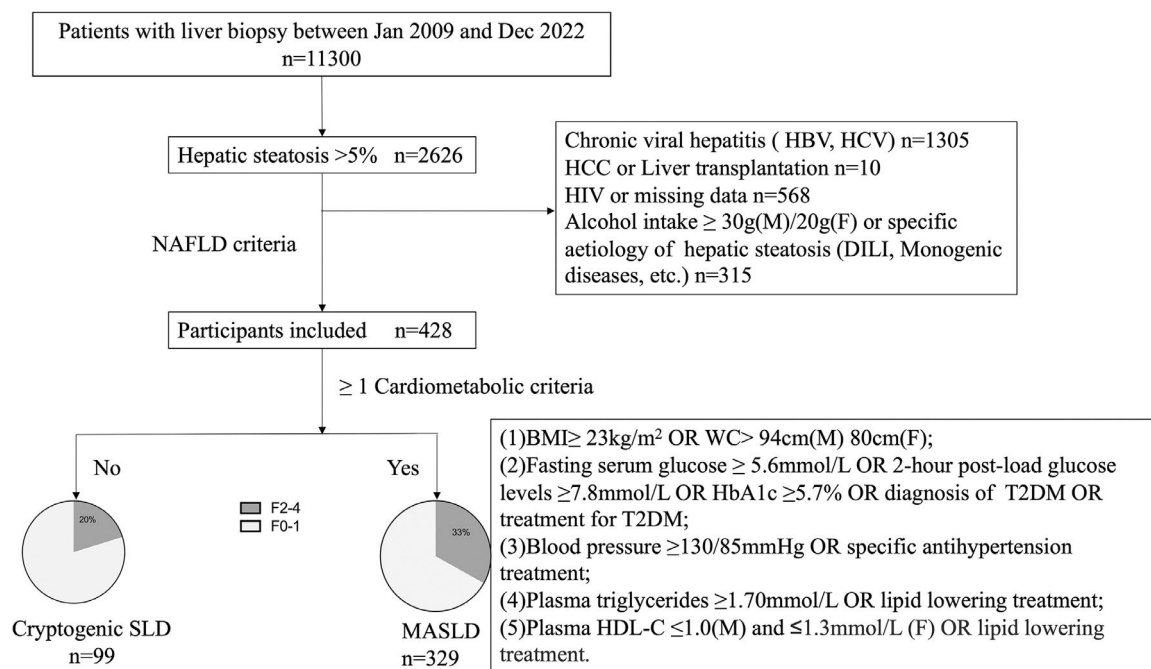 Patients with liver biopsy between Jan 2009 and Dec 2022
n=11300
Hepatic steatosis >5% n=2626
Chronic viral hepatitis ( HBV, HCV) n=1305
HCC or Liver transplantation n=10
HIV or missing data n=568
Alcohol intake ≥ 30g(M)/20g(F) or specific
aetiology of hepatic steatosis (DILI, Monogenic
diseases, etc.) n=315
NAFLD criteria
Participants included n=428
≥ 1 Cardiometabolic criteria
No
Yes
F2-4
F0-1
20%
33%
Cryptogenic SLD
n=99
MASLD
n=329
(1)BMI≥ 23kg/m² OR WC> 94cm(M) 80cm(F);
(2)Fasting serum glucose ≥ 5.6mmol/L OR 2-hour post-load glucose
levels ≥7.8mmol/L OR HbA1c ≥5.7% OR diagnosis of T2DM OR
treatment for T2DM;
(3)Blood pressure ≥130/85mmHg OR specific antihypertension
treatment;
(4)Plasma triglycerides ≥1.70mmol/L OR lipid lowering treatment;
(5)Plasma HDL-C ≤1.0(M) and ≤1.3mmol/L (F) OR lipid lowering
treatment.